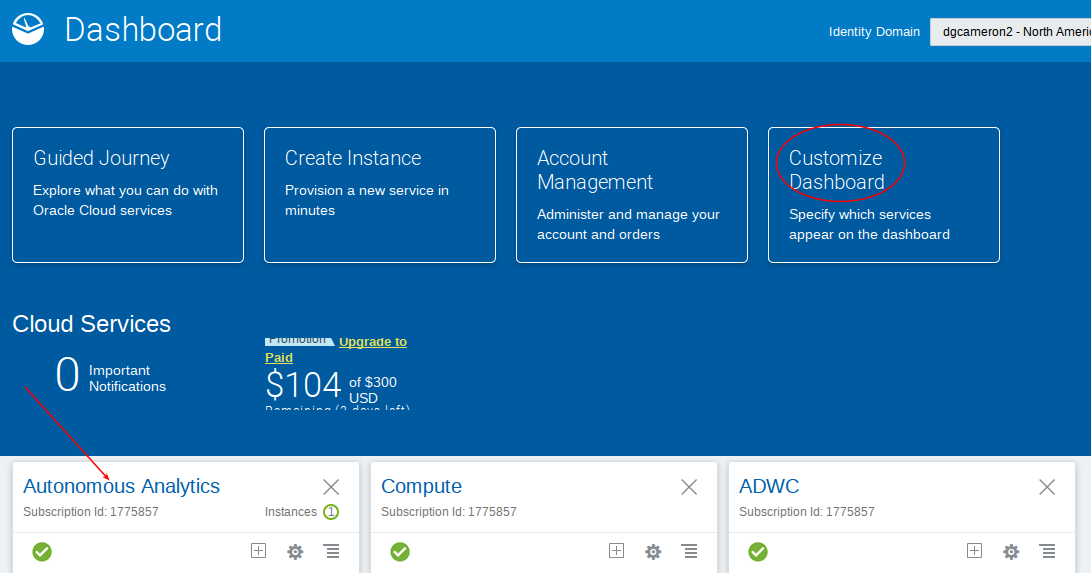 Dashboard
Identity Domain
dgcameron2 - North Ameri
Guided Journey
Explore what you can do with
Oracle Cloud services
Create Instance
Provision a new service in
minutes
Account
Management
Administer and manage your
account and orders
Customize
Dashboard
Specify which services
appear on the dashboard
Cloud Services
0
Important
Notifications
Promotion Upgrade to
Paid
$104 of $300
USD
Remaining (2 days left)
Autonomous Analytics
Subscription Id: 1775857
Instances 1
Compute
Subscription Id: 1775857
ADWC
Subscription Id: 1775857